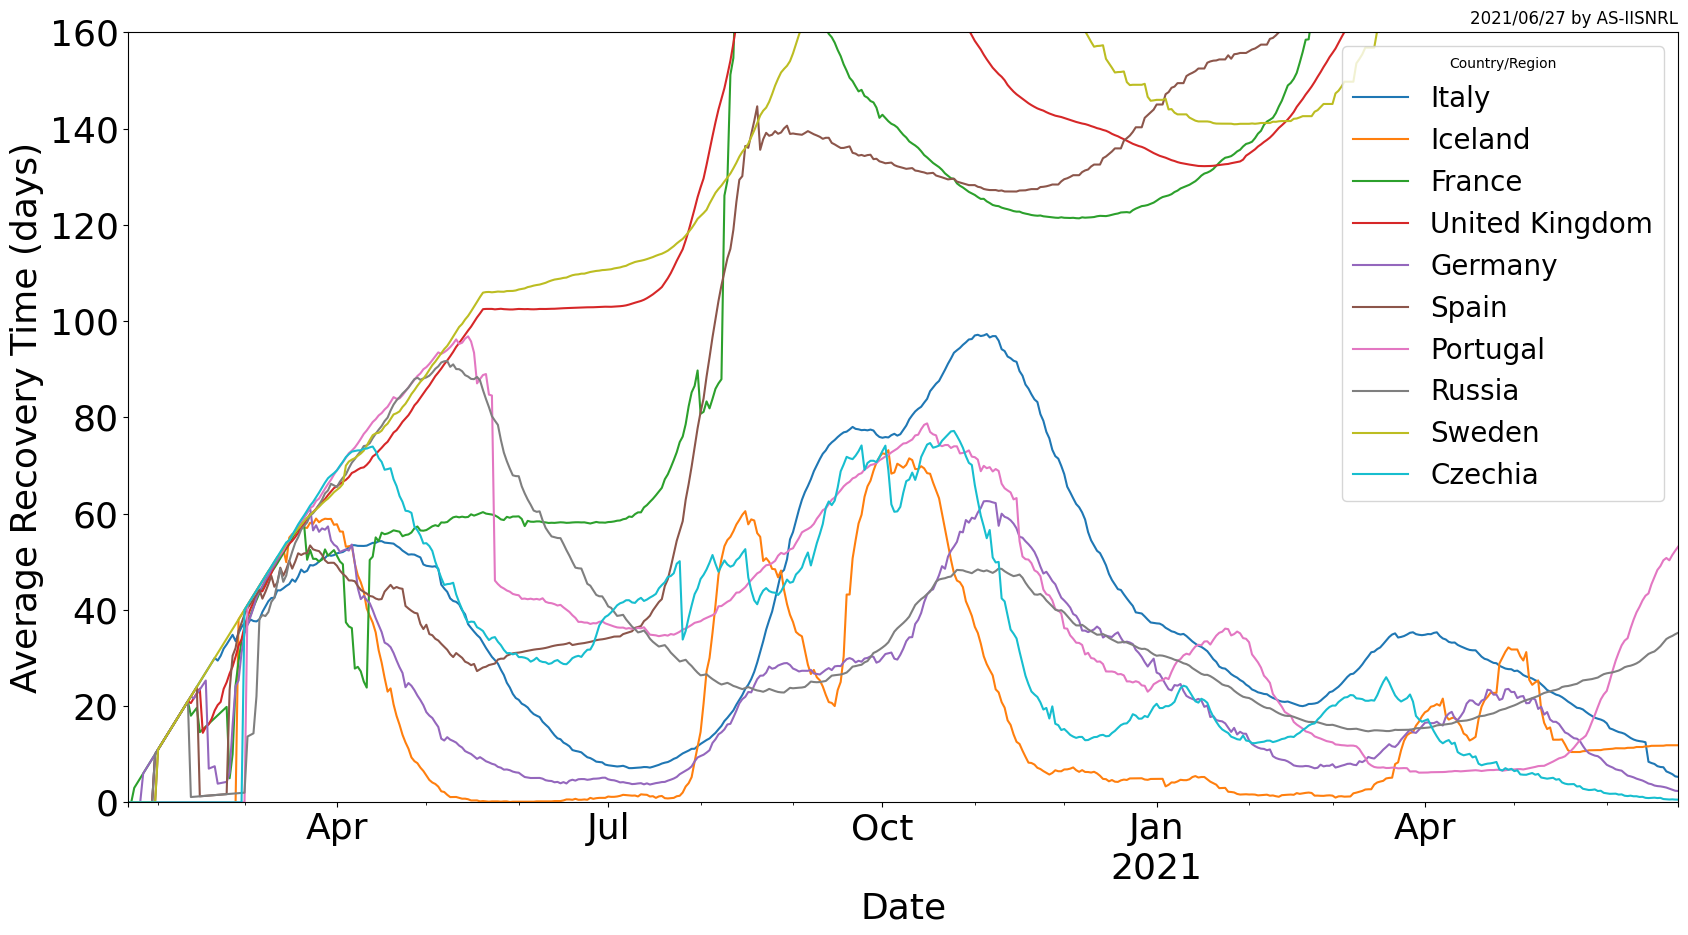 2021/06/27 by AS-IISNRL
Average Recovery Time (days)
160
140
120
100
80
60
40
20
0
Country/Region
Italy
Iceland
France
United Kingdom
Germany
Spain
Portugal
Russia
Sweden
Czechia
Apr
Jul
Oct
Jan
2021
Apr
Date